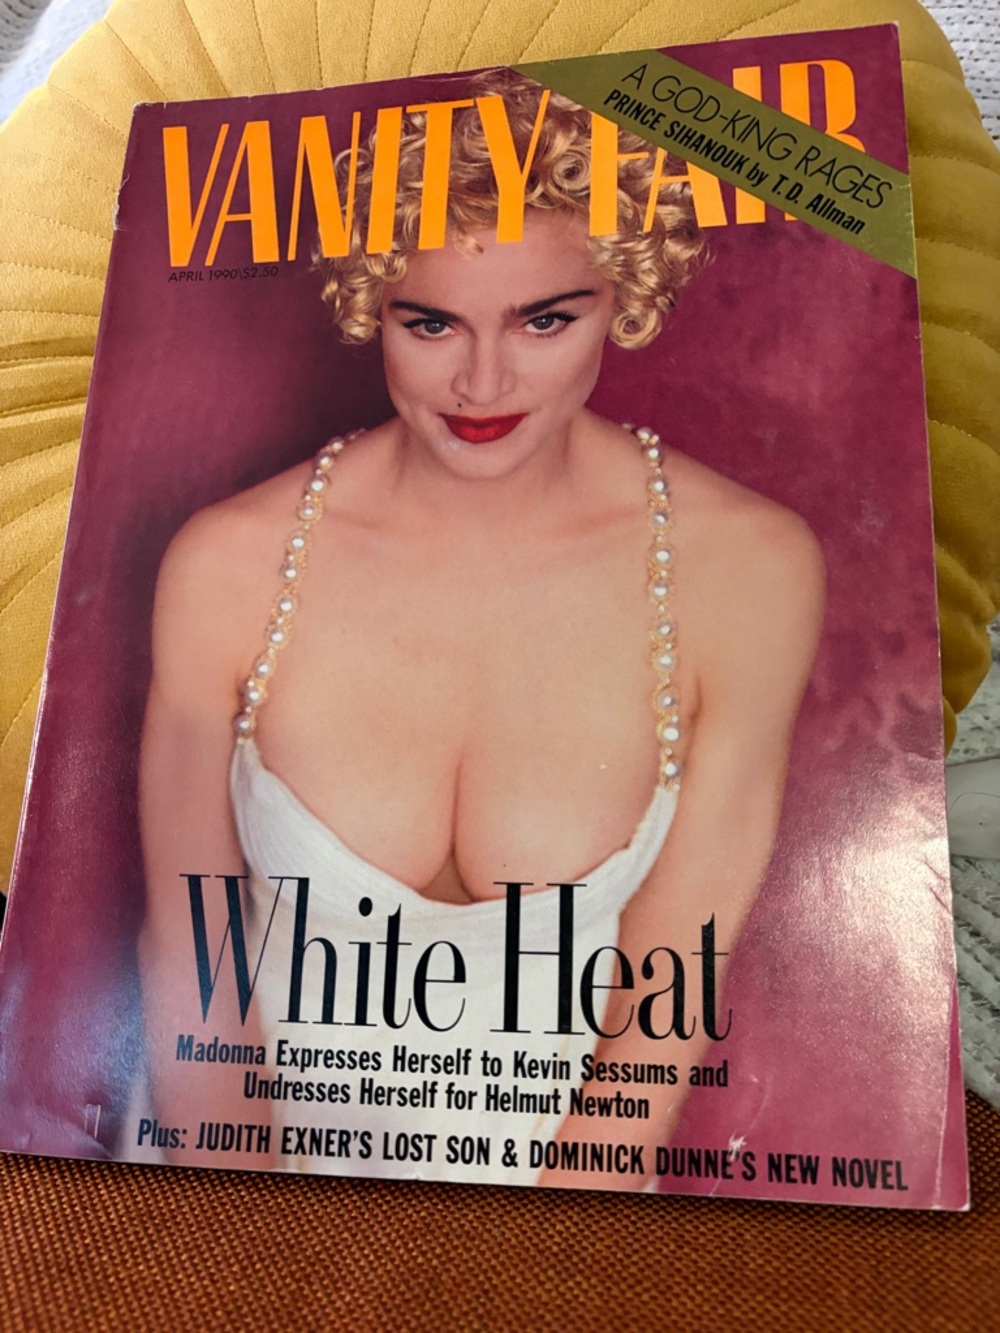 VANITY FAIR
A GOD-KING RAGES
PRINCE SIHANOUK by T.D. Allman
APRIL 1990\$2.50
White Heat
Madonna Expresses Herself to Kevin Sessums and
Undresses Herself for Helmut Newton
Plus: JUDITH EXNER'S LOST SON & DOMINICK DUNNE'S NEW NOVEL